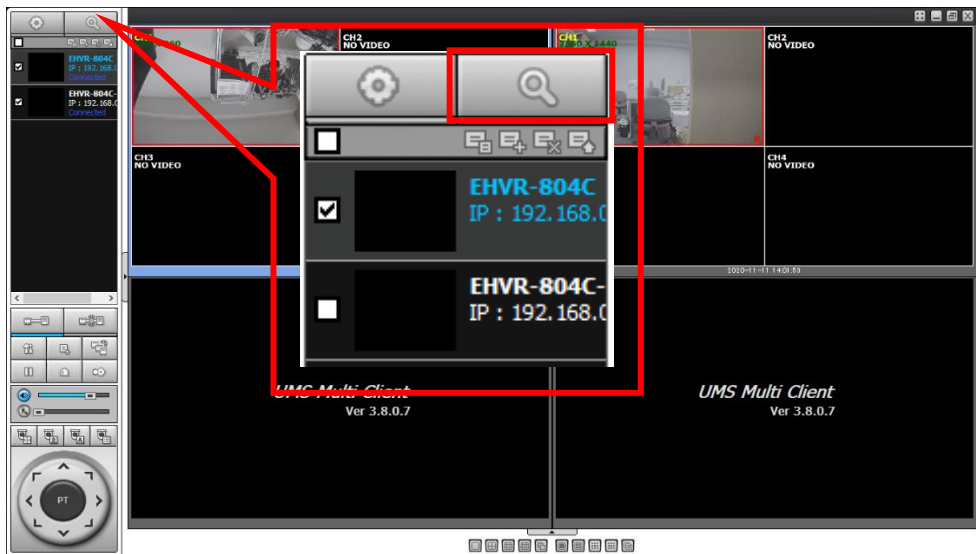 CH2
NO VIDEO
CH1
CH2
NO VIDEO
EHVR-804C
IP : 192.168.0
Connected
EHVR-804C-
IP : 192.168.0
Connected
EHVR-804C
IP : 192.168.0
EHVR-804C-
IP : 192.168.0
CH3
NO VIDEO
CH4
NO VIDEO
2020-11-11 14:01:53
UMS Multi Client
Ver 3.8.0.7
UMS Multi Client
Ver 3.8.0.7
PT